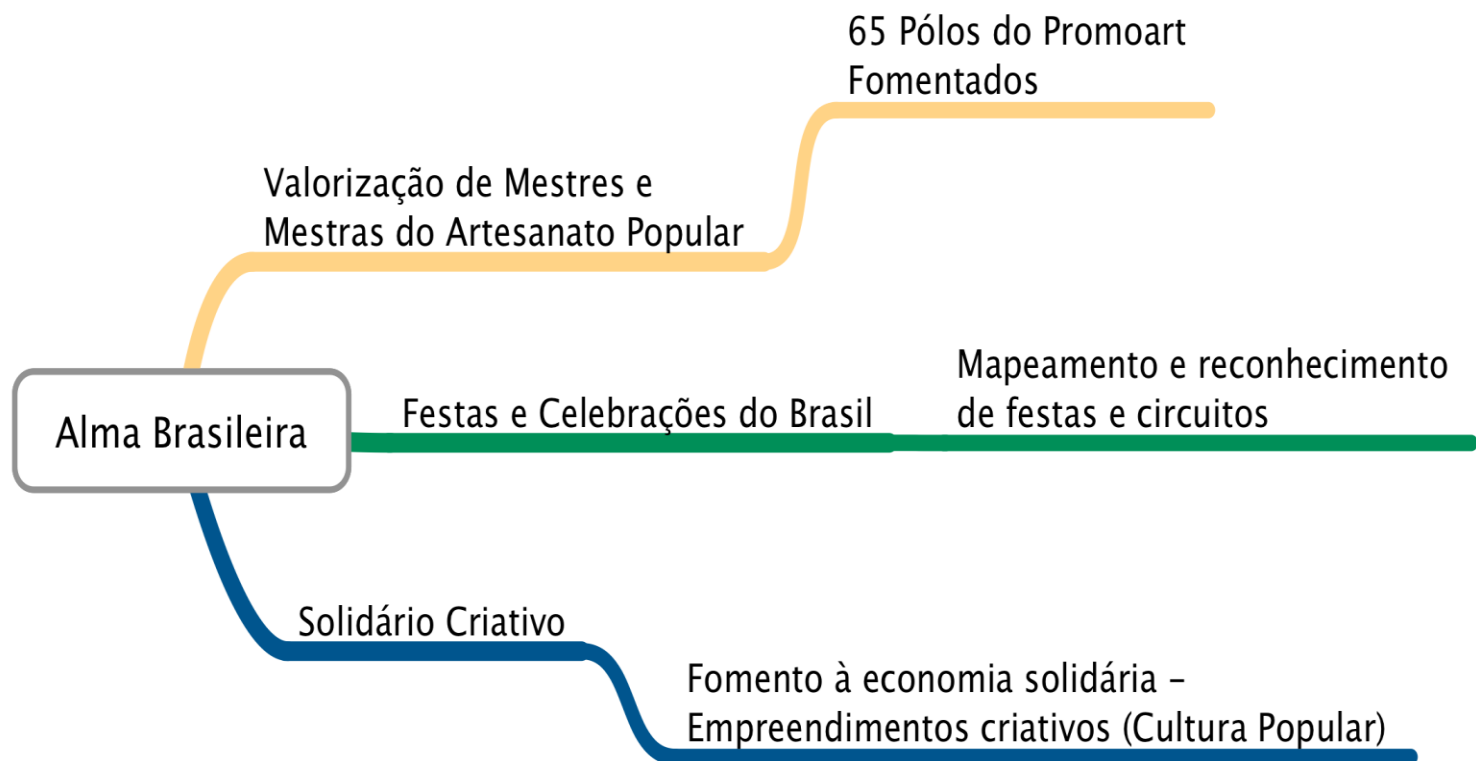 65 Pólos do Promoart
Fomentados
Valorização de Mestres e
Mestras do Artesanato Popular
Alma Brasileira
Festas e Celebrações do Brasil
Mapeamento e reconhecimento
de festas e circuitos
Solidário Criativo
Fomento à economia solidária –
Empreendimentos criativos (Cultura Popular)